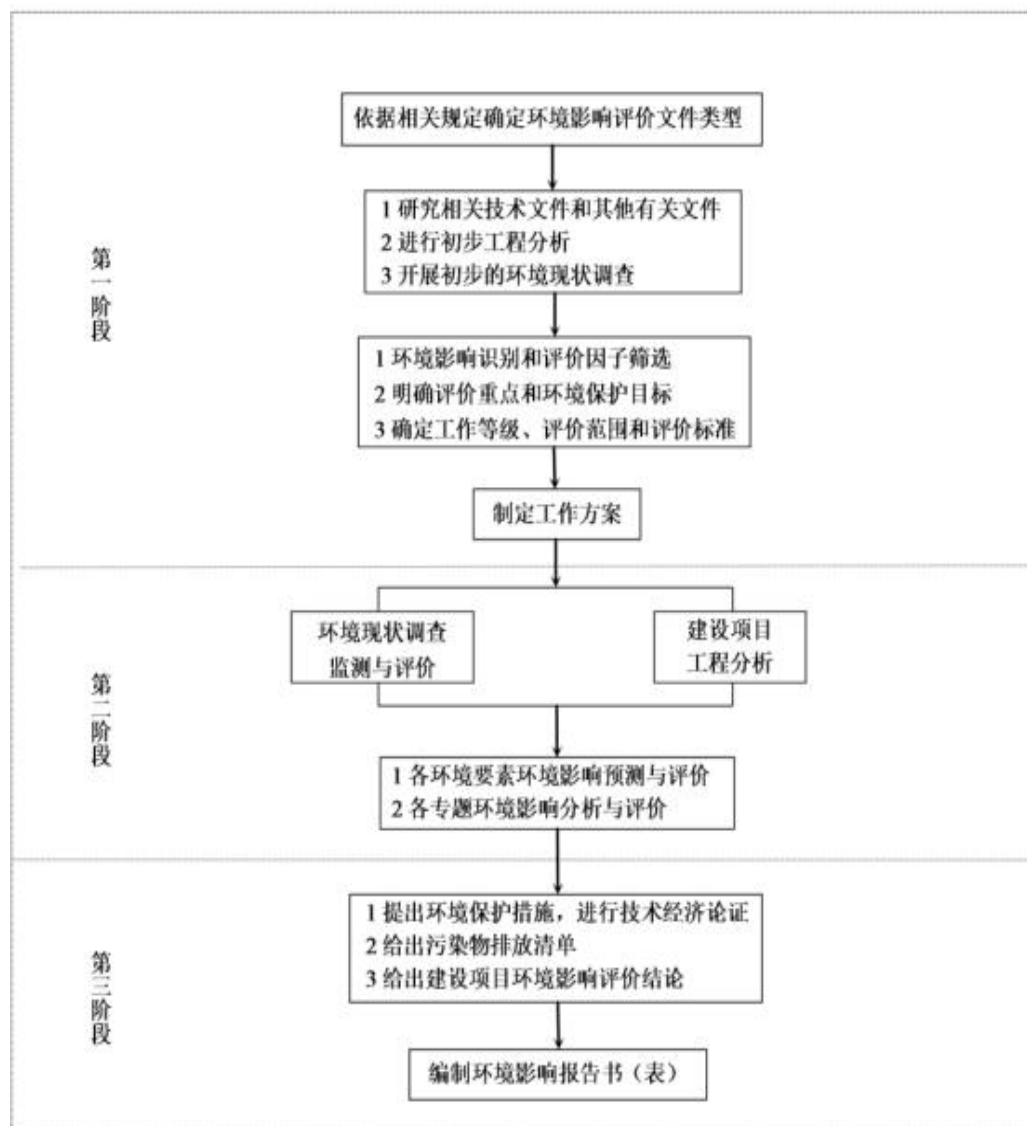 依据相关规定确定环境影响评价文件类型
第一阶段
1 研究相关技术文件和其他有关文件
2 进行初步工程分析
3 开展初步的环境现状调查
1 环境影响识别和评价因子筛选
2 明确评价重点和环境保护目标
3 确定工作等级、评价范围和评价标准
制定工作方案
第二阶段
环境现状调查
监测与评价
建设项目
工程分析
1 各环境要素环境影响预测与评价
2 各专题环境影响分析与评价
第三阶段
1 提出环境保护措施，进行技术经济论证
2 给出污染物排放清单
3 给出建设项目环境影响评价结论
编制环境影响报告书（表）